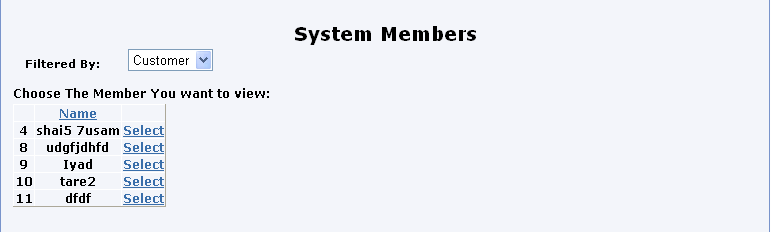 System Members
Filtered By: Customer
Choose The Member You want to view:
Name
4 shai5 7usam Select
8 udgfjdhfd Select
9 Iyad Select
10 tare2 Select
11 dfdf Select